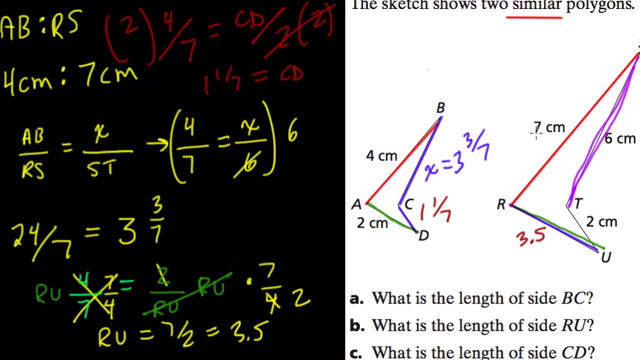 The sketch shows two similar polygons.
AB : RS
4cm : 7cm
(2) 4/7 = CD/2 (2)
1 1/7 = CD
AB/RS = x/ST → (4/7 = x/6) 6
24/7 = 3 3/7
RU 4/7 7/4 = 2/RU RU · 7/4 2
RU = 7/2 = 3.5
B
4 cm
x = 3 3/7
A
C
1 1/7
2 cm
D
7 cm
6 cm
R
T
3.5
2 cm
U
a. What is the length of side BC?
b. What is the length of side RU?
c. What is the length of side CD?